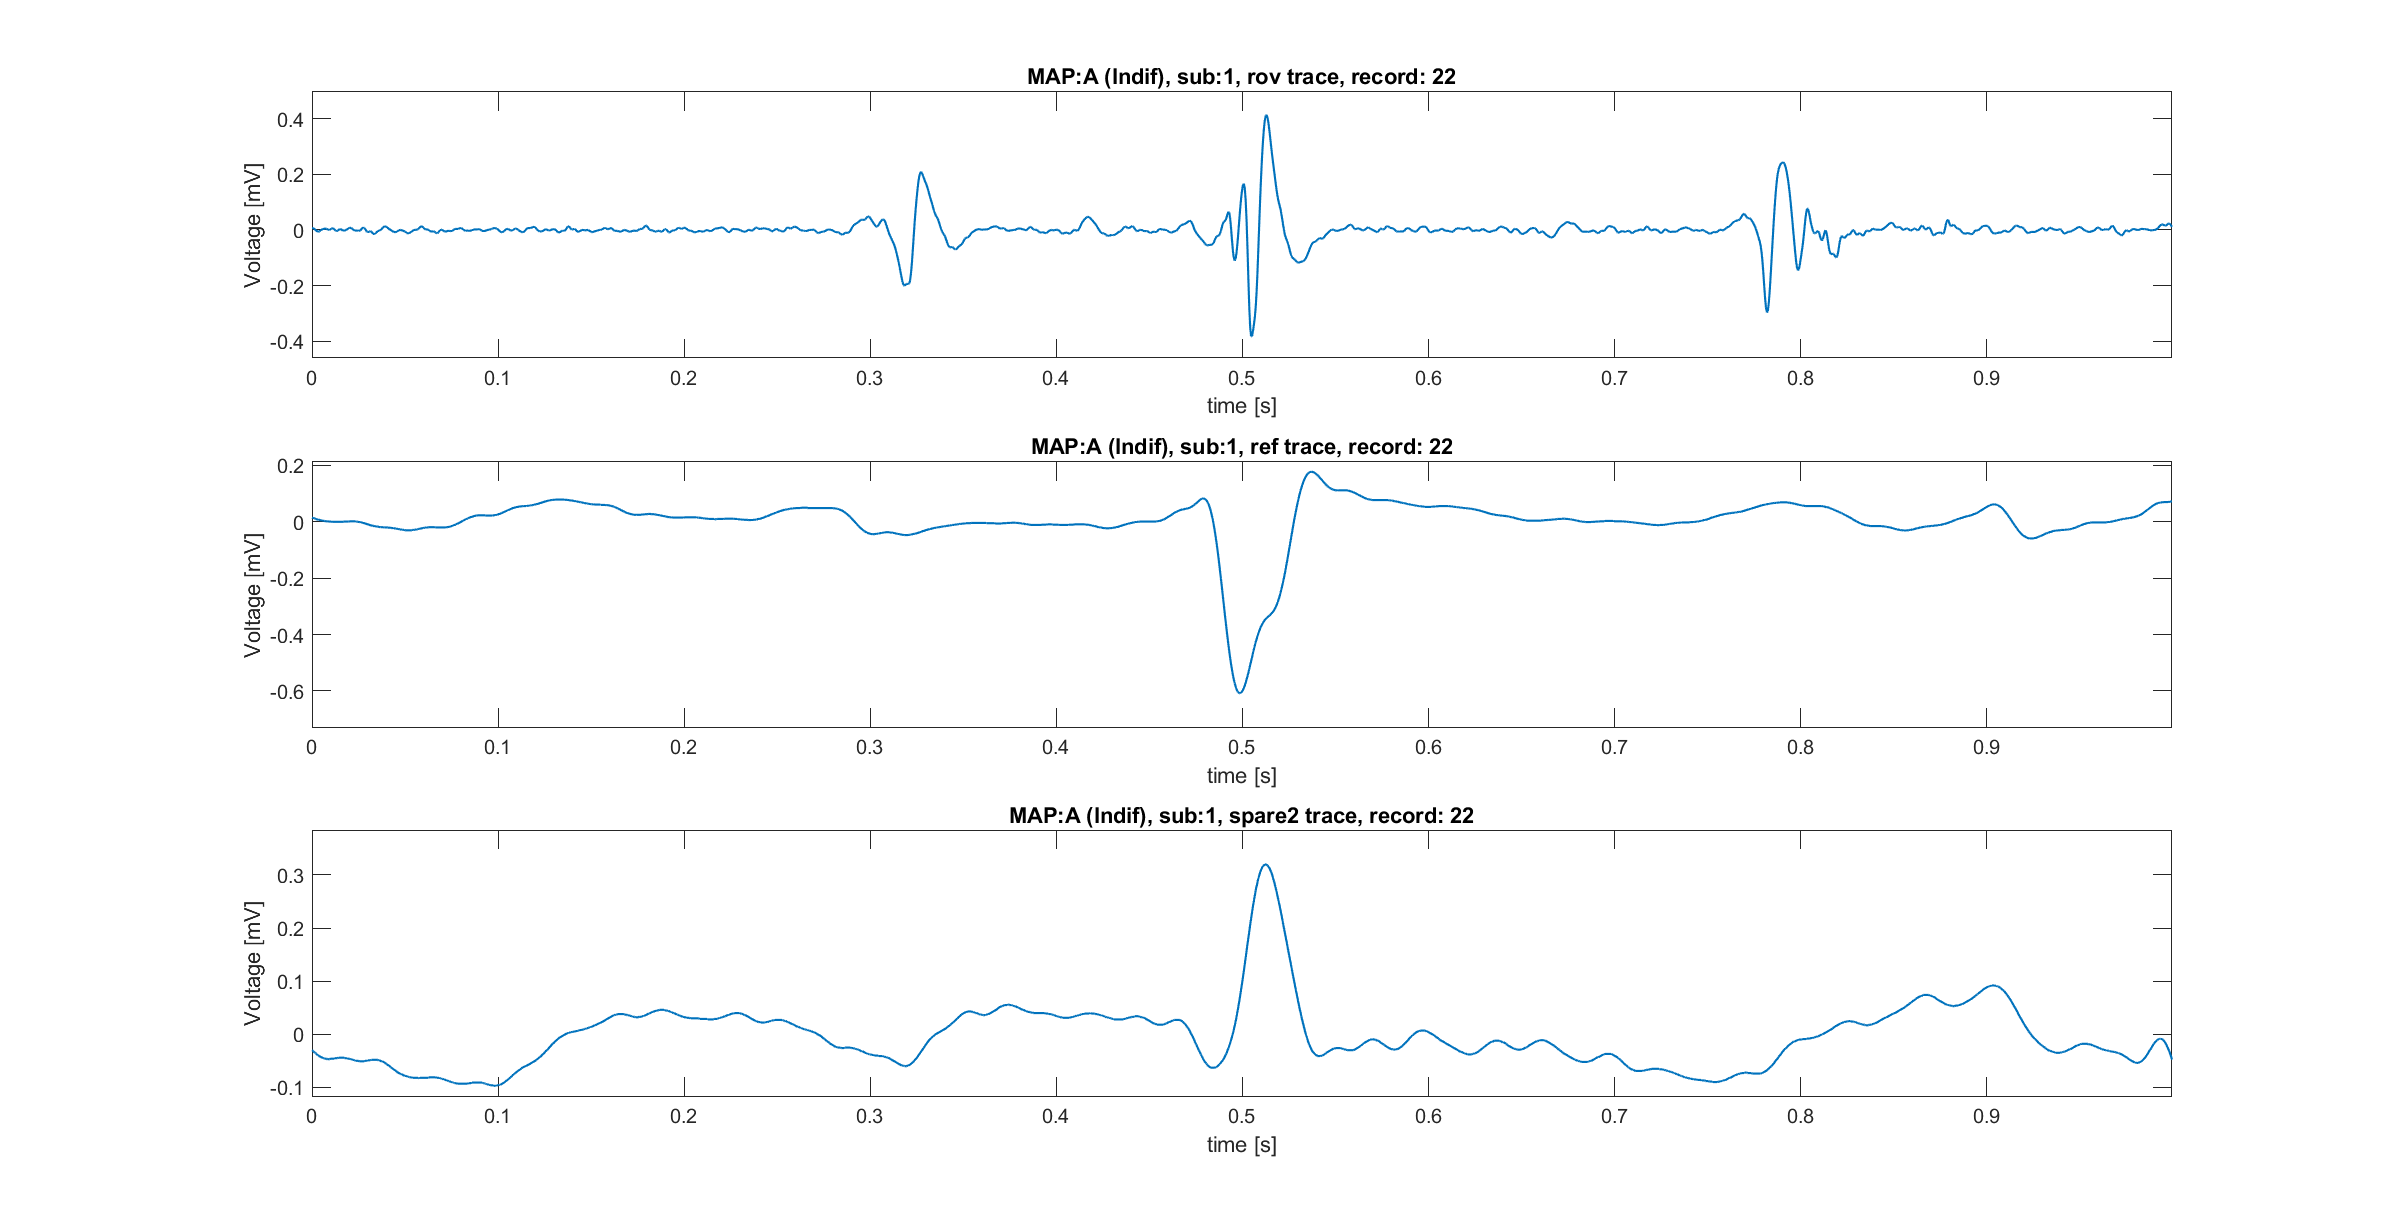 MAP:A (Indif), sub:1, rov trace, record: 22
Voltage [mV]
0.4
0.2
0
-0.2
-0.4
0 0.1 0.2 0.3 0.4 0.5 0.6 0.7 0.8 0.9
time [s]
MAP:A (Indif), sub:1, ref trace, record: 22
Voltage [mV]
0.2
0
-0.2
-0.4
-0.6
0 0.1 0.2 0.3 0.4 0.5 0.6 0.7 0.8 0.9
time [s]
MAP:A (Indif), sub:1, spare2 trace, record: 22
Voltage [mV]
0.3
0.2
0.1
0
-0.1
0 0.1 0.2 0.3 0.4 0.5 0.6 0.7 0.8 0.9
time [s]